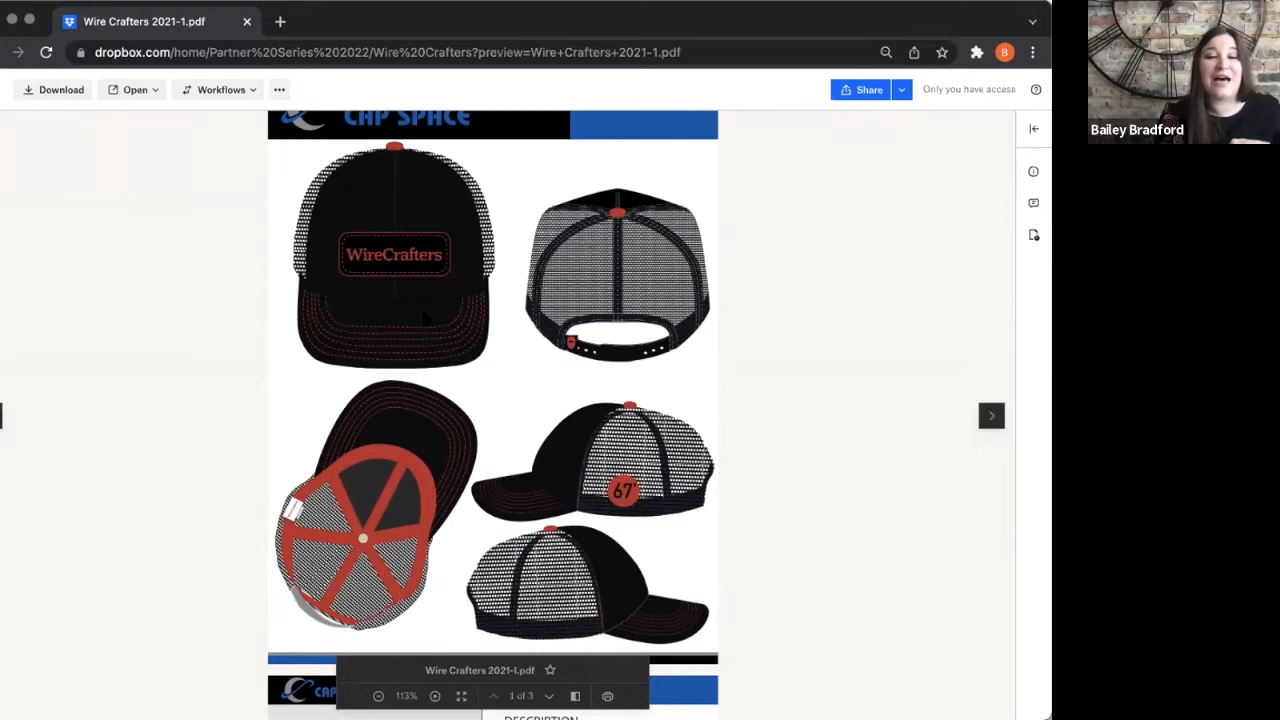 Wire Crafters 2021-1.pdf
dropbox.com/home/Partner%20Series%202022/Wire%20Crafters?preview=Wire+Crafters+2021-1.pdf
B
Download
Open
Workflows
Share
Only you have access
Bailey Bradford
CAP SPACE
WireCrafters
67
Wire Crafters 2021-1.pdf
113%
1 of 3
CAP
DESCRIPTION